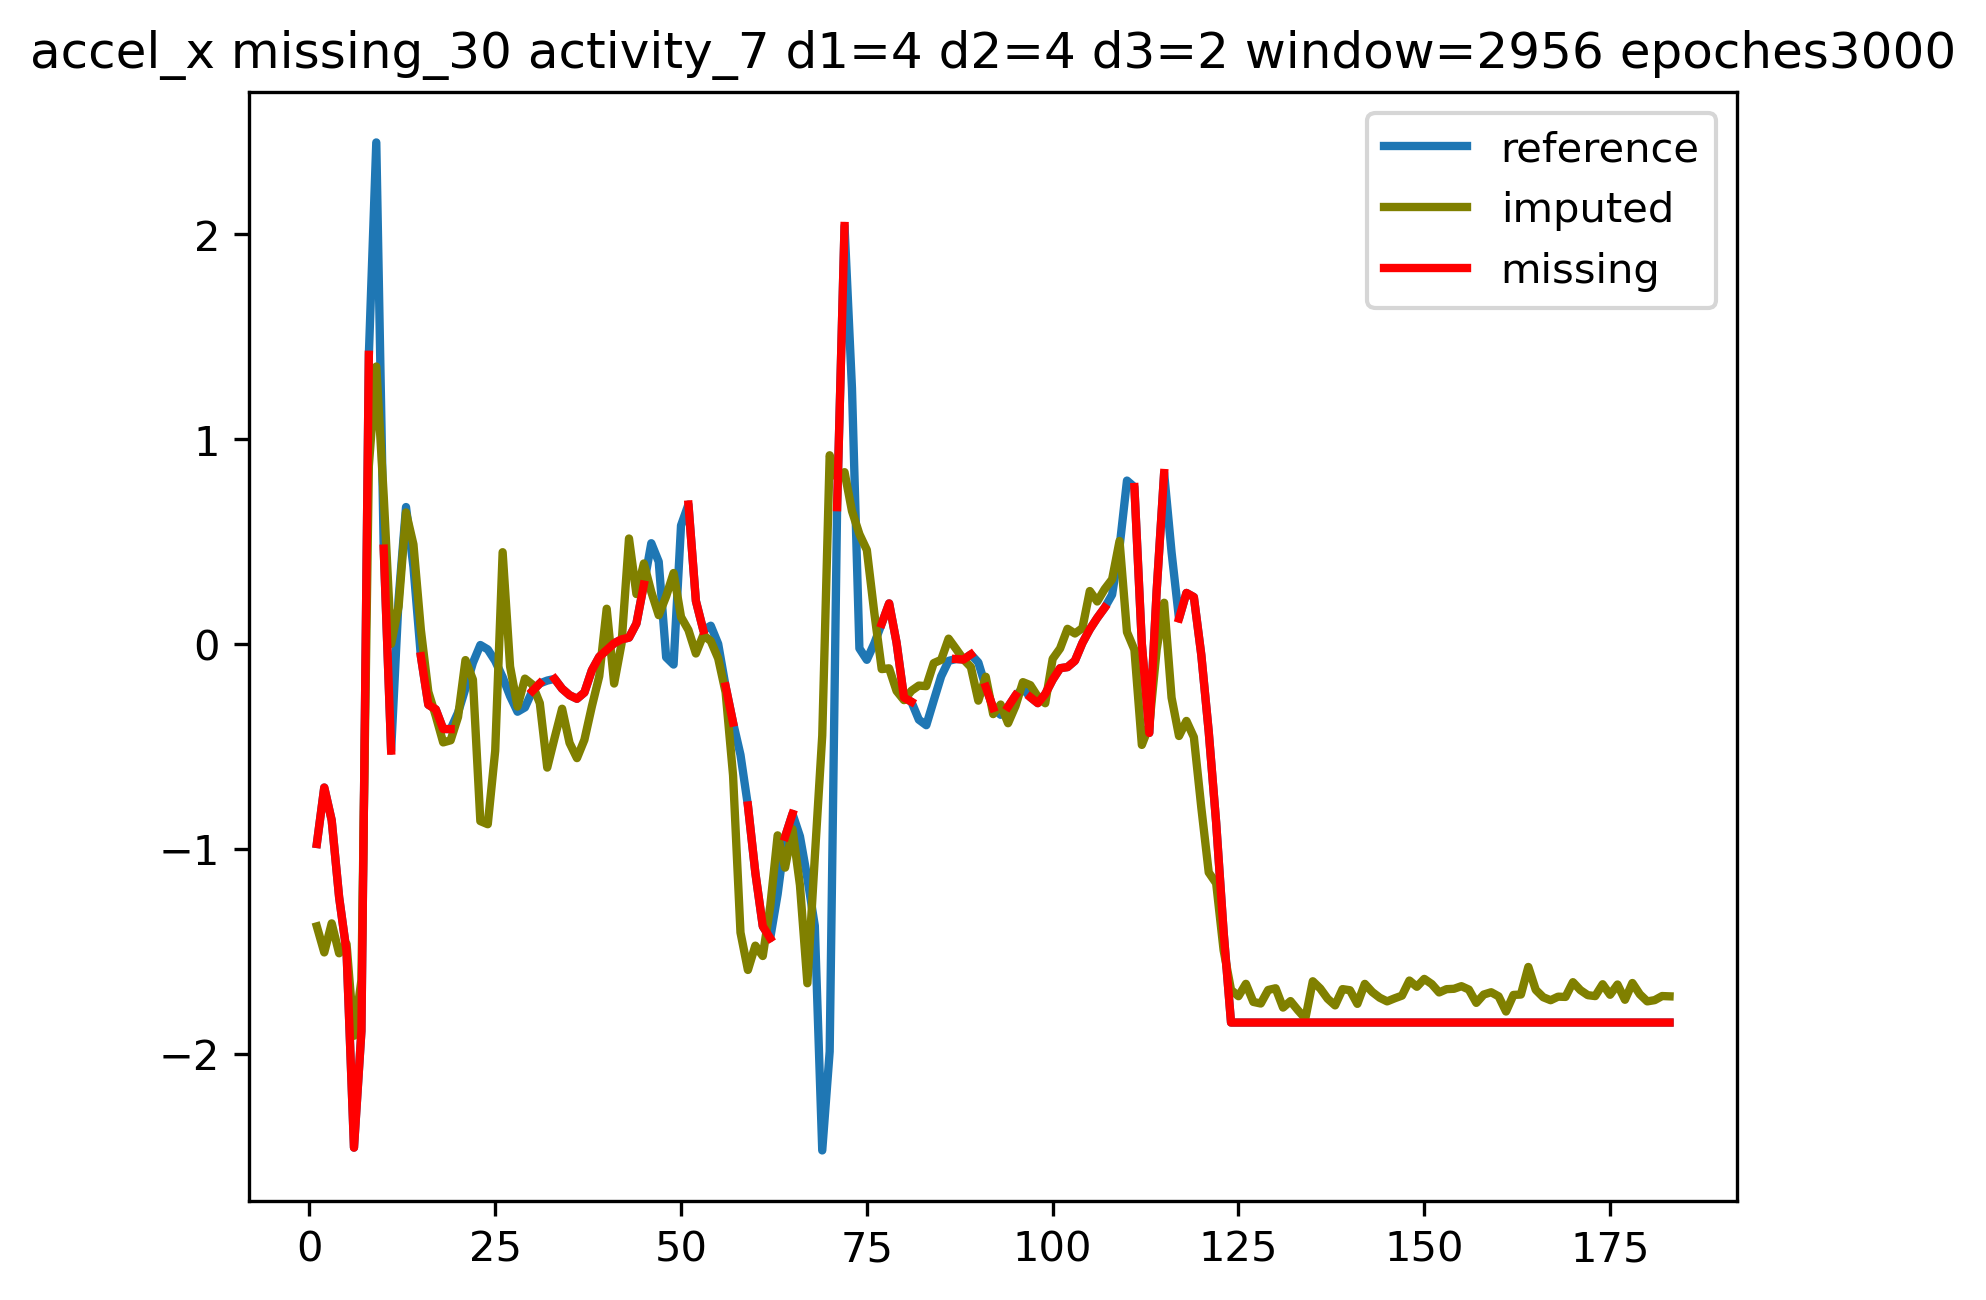 accel_x missing_30 activity_7 d1=4 d2=4 d3=2 window=2956 epoches3000
reference
imputed
missing
2
1
0
−1
−2
0 25 50 75 100 125 150 175